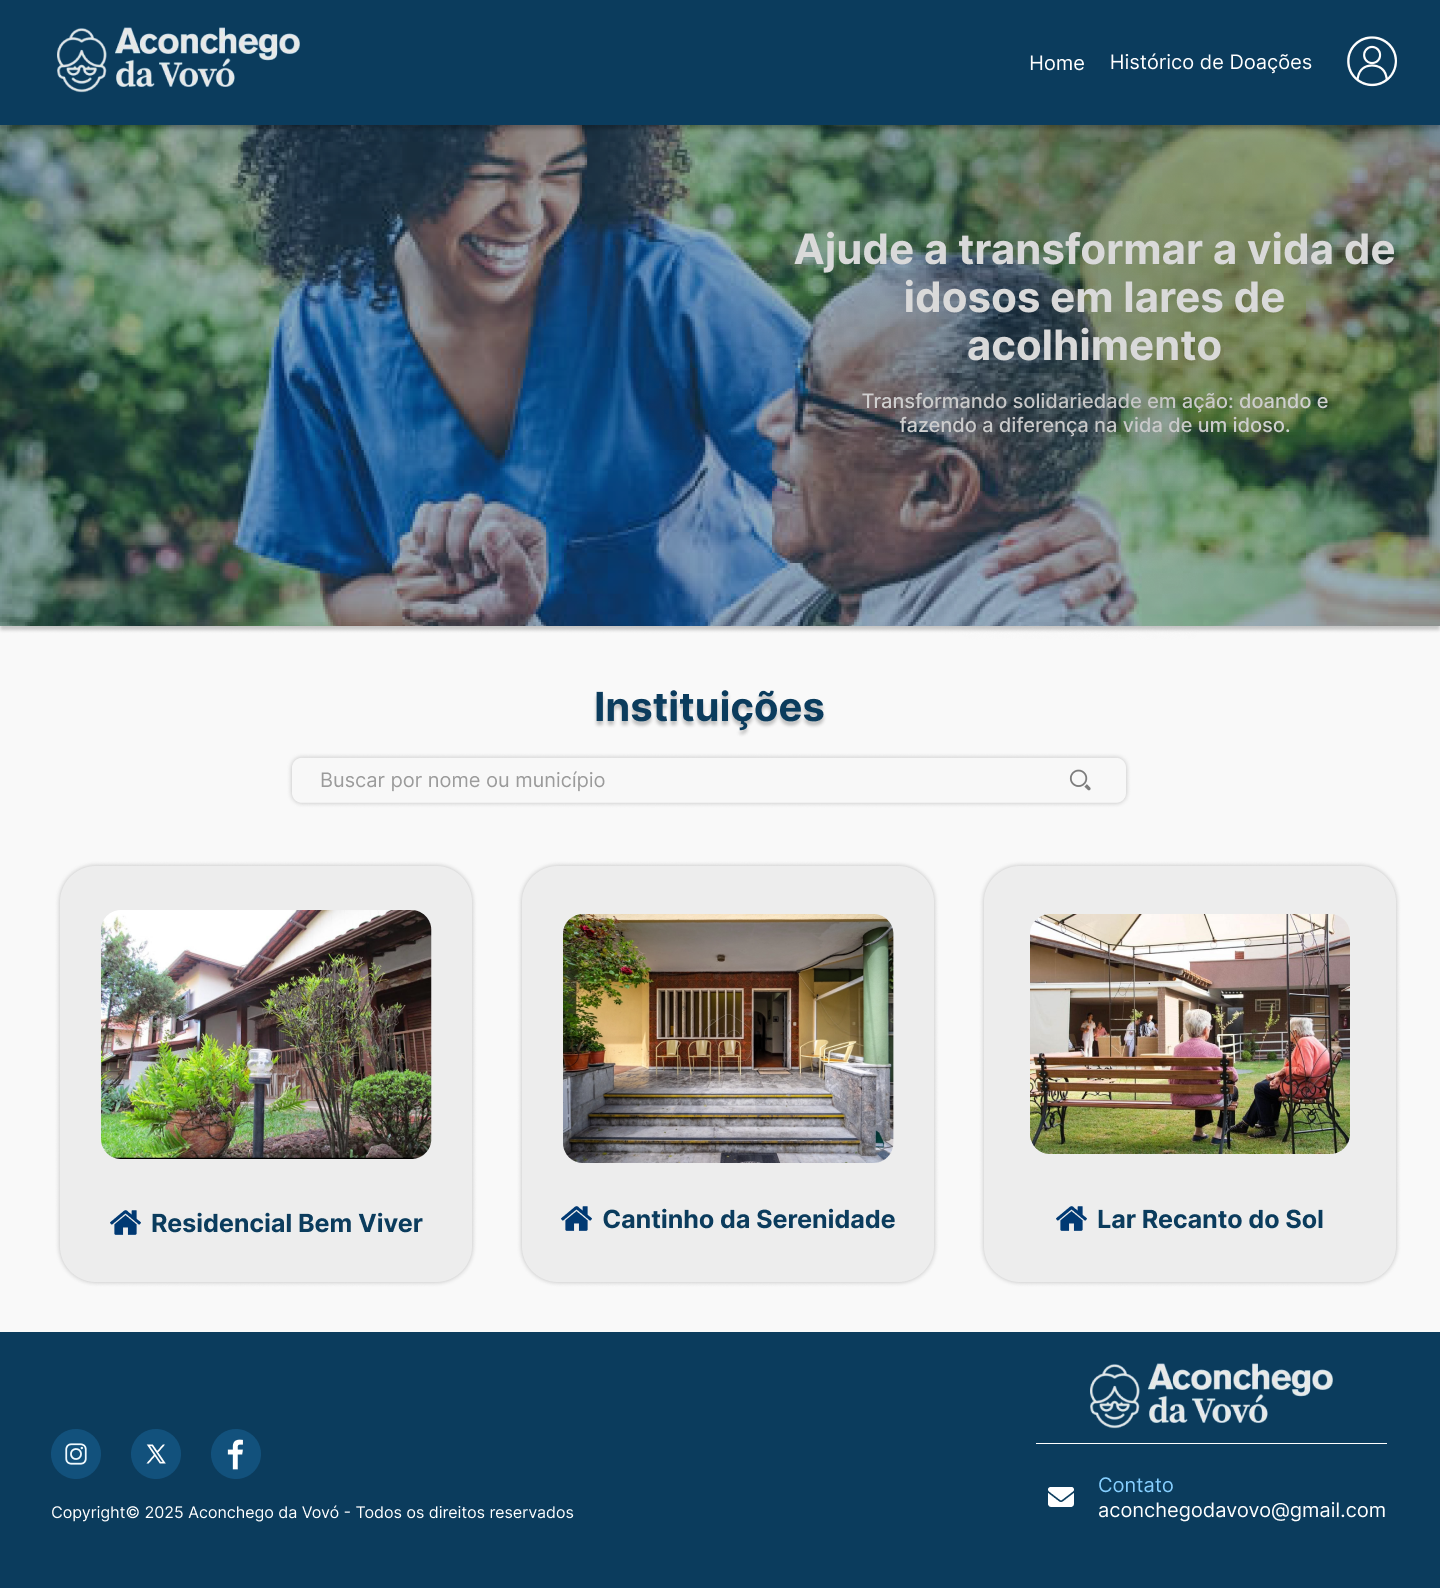 Aconchego
da Vovó
Home
Histórico de Doações
Ajude a transformar a vida de
idosos em lares de
acolhimento
Transformando solidariedade em ação: doando e
fazendo a diferença na vida de um idoso.
Instituições
Buscar por nome ou município
Residencial Bem Viver
Cantinho da Serenidade
Lar Recanto do Sol
Aconchego
da Vovó
Contato
aconchegodavovo@gmail.com
Copyright© 2025 Aconchego da Vovó - Todos os direitos reservados